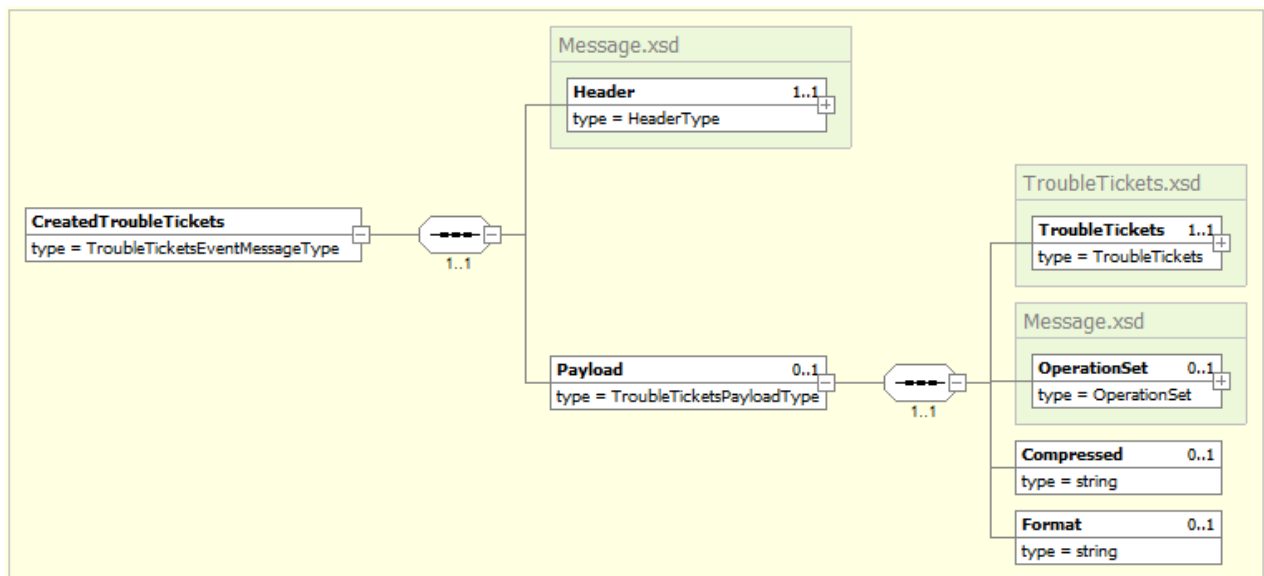 Message.xsd
Header 1..1
type = HeaderType
TroubleTickets.xsd
CreatedTroubleTickets
type = TroubleTicketsEventMessageType
1..1
TroubleTickets 1..1
type = TroubleTickets
Message.xsd
Payload 0..1
type = TroubleTicketsPayloadType
1..1
OperationSet 0..1
type = OperationSet
Compressed 0..1
type = string
Format 0..1
type = string